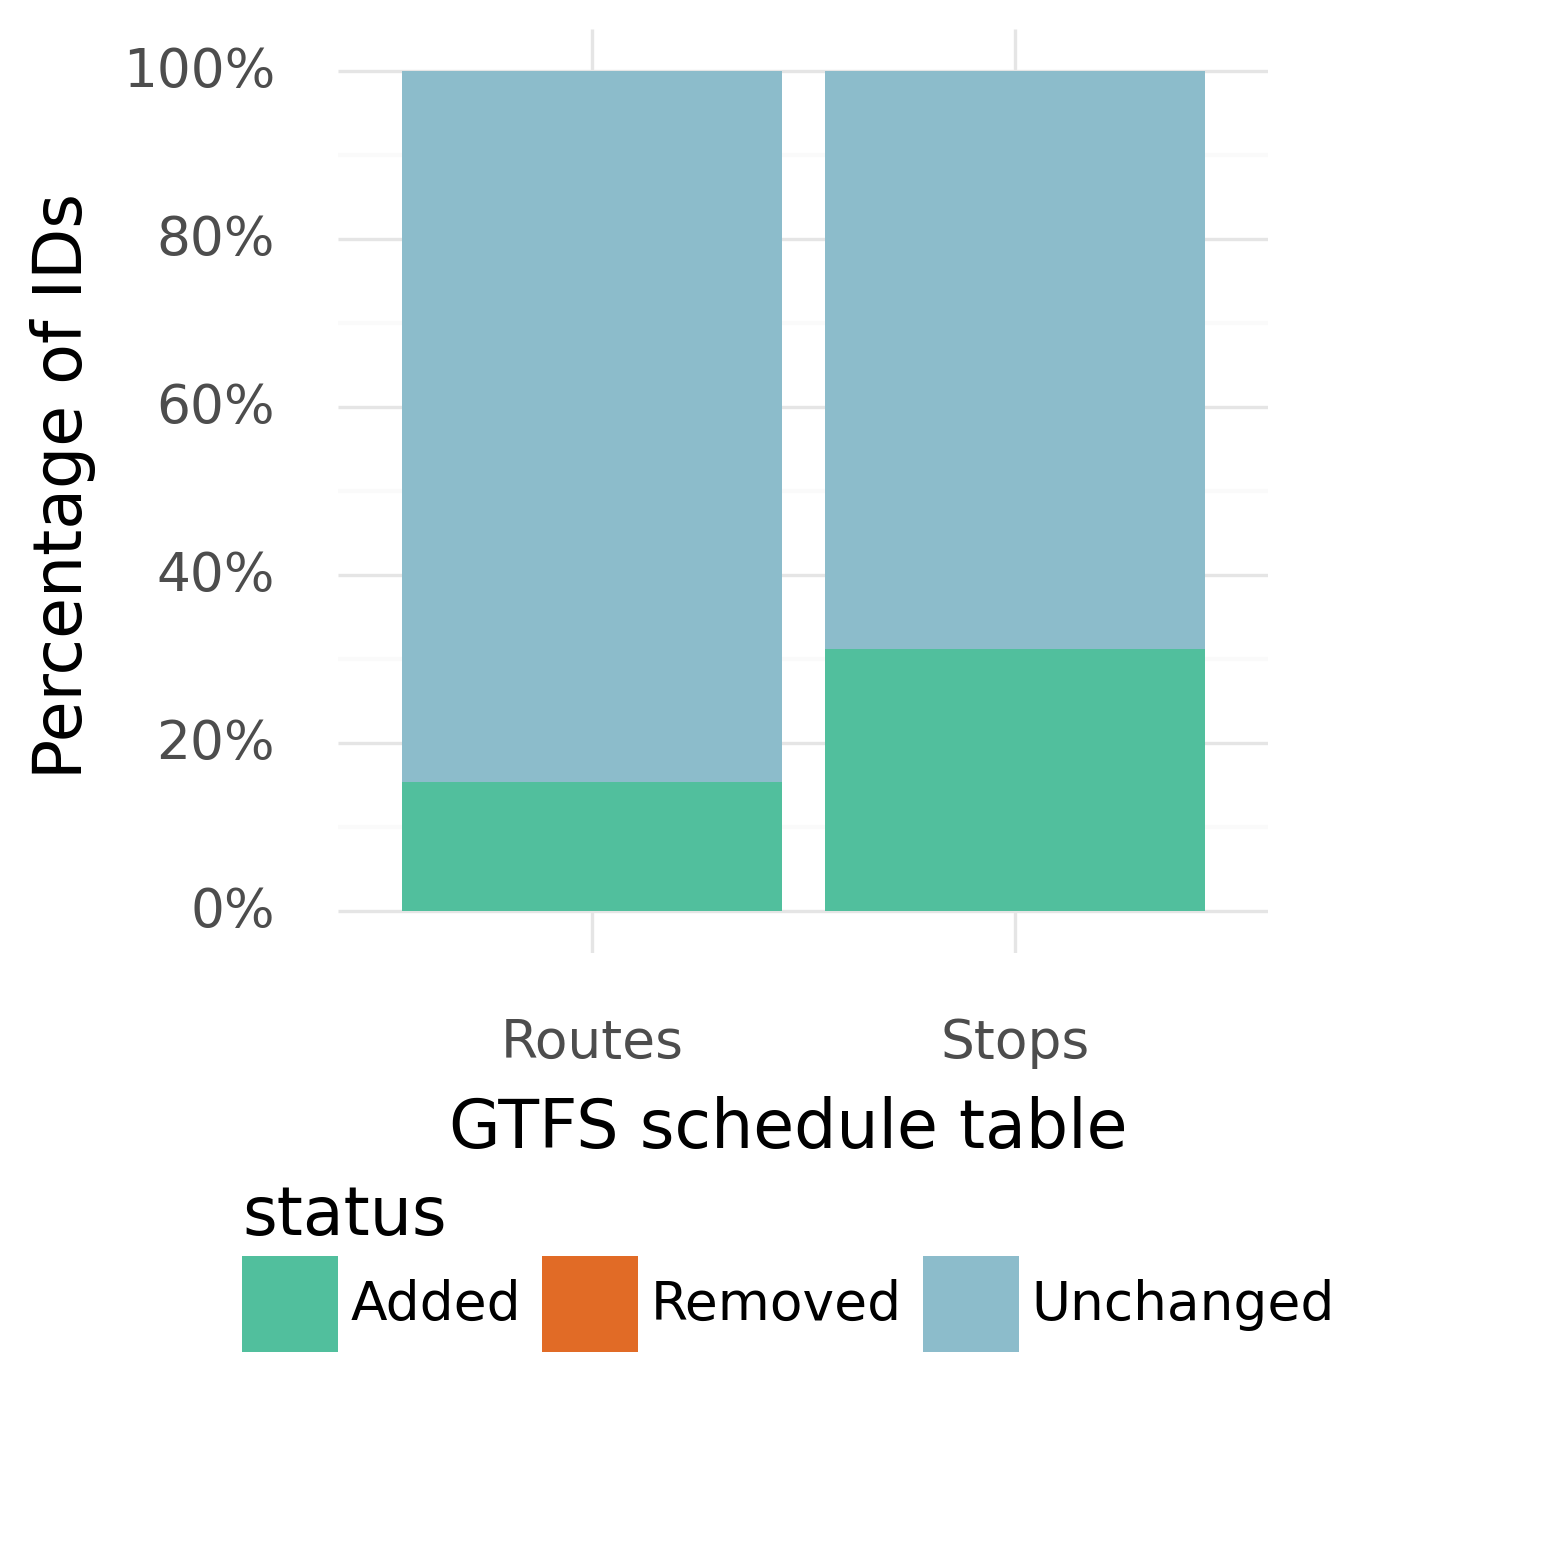 100%
80%
60%
40%
20%
0%
Percentage of IDs
Routes Stops
GTFS schedule table
status
Added Removed Unchanged